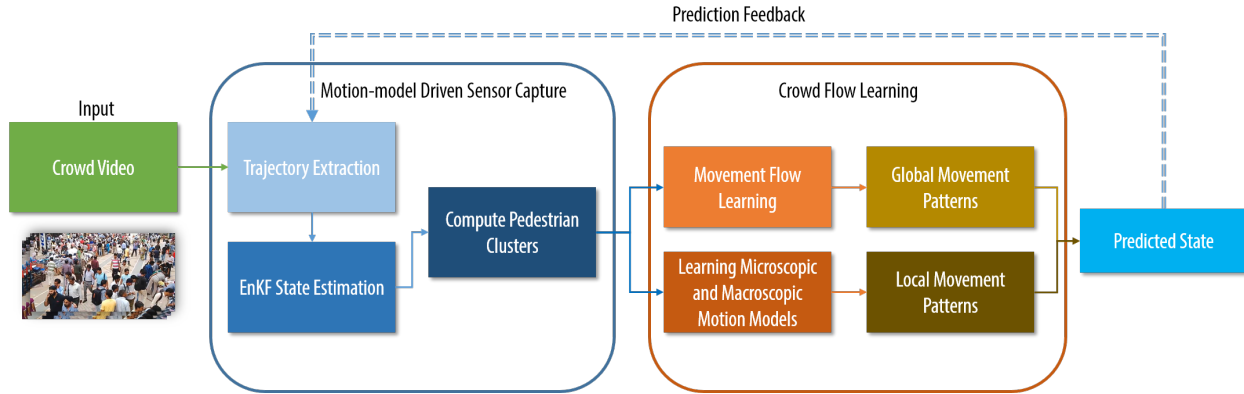 Prediction Feedback
Motion-model Driven Sensor Capture
Crowd Flow Learning
Input
Crowd Video
Trajectory Extraction
EnKF State Estimation
Compute Pedestrian
Clusters
Movement Flow
Learning
Global Movement
Patterns
Learning Microscopic
and Macroscopic
Motion Models
Local Movement
Patterns
Predicted State